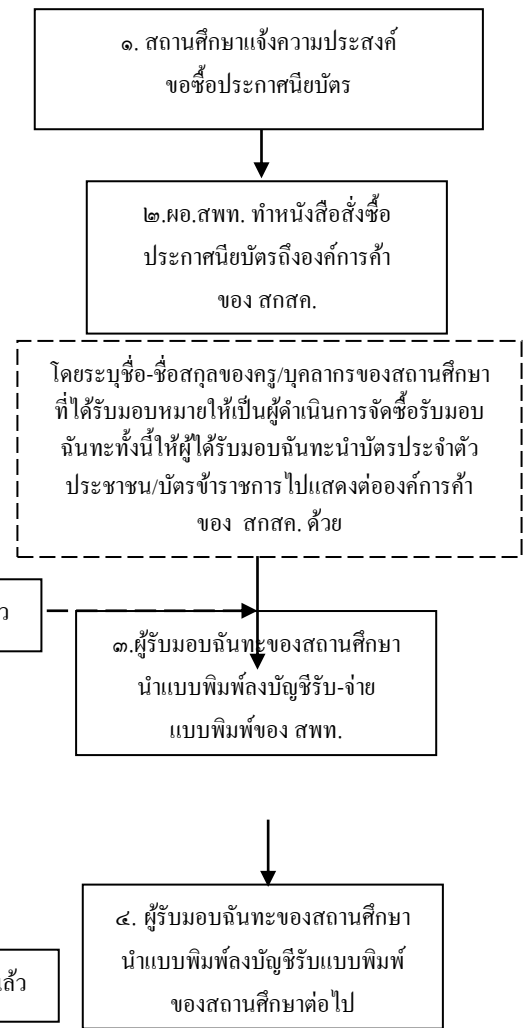 ๑. สถานศึกษาแจ้งความประสงค์
ขอซื้อประกาศนียบัตร
๒.ผอ.สพท. ทำหนังสือสั่งซื้อ
ประกาศนียบัตรถึงองค์การค้า
ของ สกสค.
โดยระบุชื่อ-ชื่อสกุลของครู/บุคลากรของสถานศึกษา
ที่ได้รับมอบหมายให้เป็นผู้ดำเนินการจัดซื้อรับมอบ
ฉันทะทั้งนี้ให้ผู้ได้รับมอบฉันทะนำบัตรประจำตัว
ประชาชน/บัตรข้าราชการไปแสดงต่อองค์การค้า
ของ สกสค. ด้วย
๓.ผู้รับมอบฉันทะของสถานศึกษา
นำแบบพิมพ์ลงบัญชีรับ-จ่าย
แบบพิมพ์ของ สพท.
๔. ผู้รับมอบฉันทะของสถานศึกษา
นำแบบพิมพ์ลงบัญชีรับแบบพิมพ์
ของสถานศึกษาต่อไป